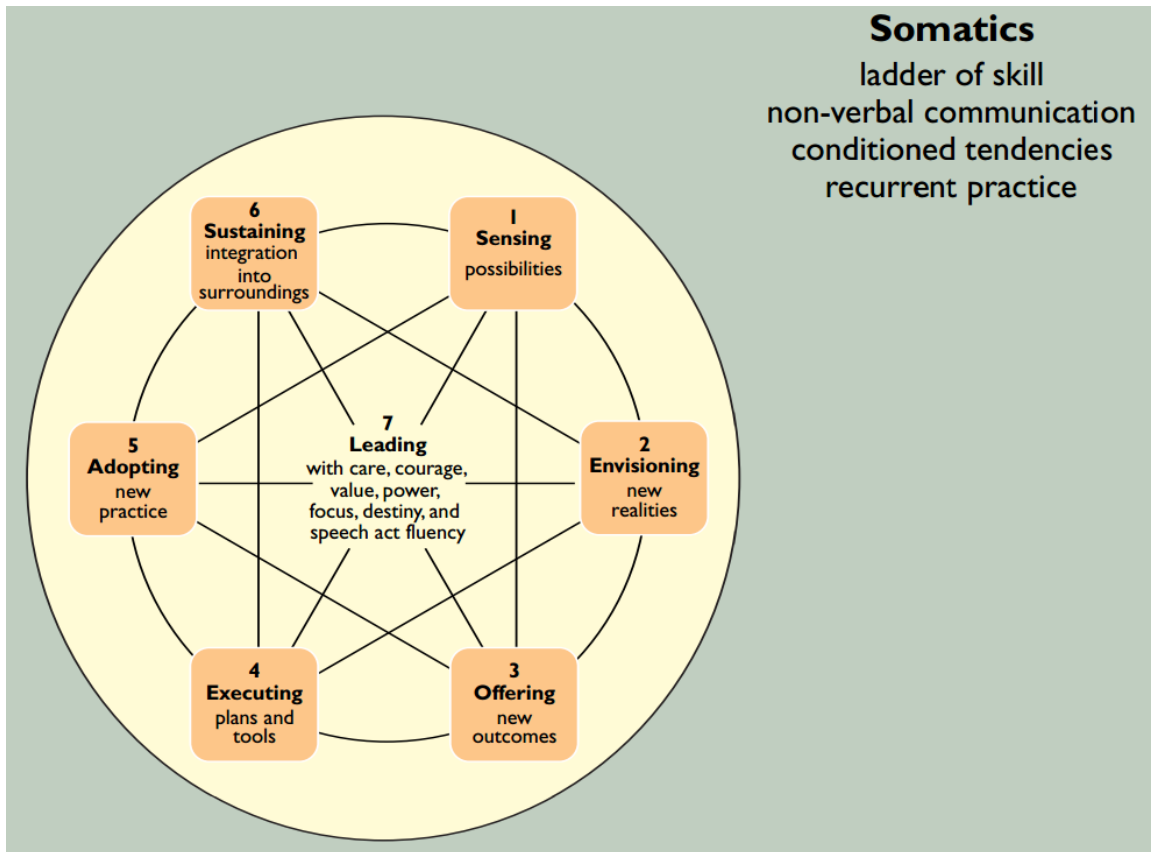 Somatics
ladder of skill
non-verbal communication
conditioned tendencies
recurrent practice
6
Sustaining
integration
into
surroundings
1
Sensing
possibilities
5
Adopting
new
practice
7
Leading
with care, courage,
value, power,
focus, destiny, and
speech act fluency
2
Envisioning
new
realities
4
Executing
plans and
tools
3
Offering
new
outcomes